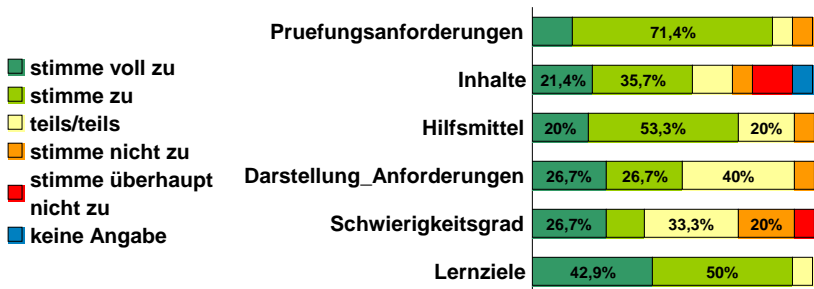 Pruefungsanforderungen
71,4%
stimme voll zu
stimme zu
teils/teils
stimme nicht zu
stimme überhaupt
nicht zu
keine Angabe
Inhalte
21,4% 35,7%
Hilfsmittel
20% 53,3% 20%
Darstellung_Anforderungen
26,7% 26,7% 40%
Schwierigkeitsgrad
26,7% 33,3% 20%
Lernziele
42,9% 50%